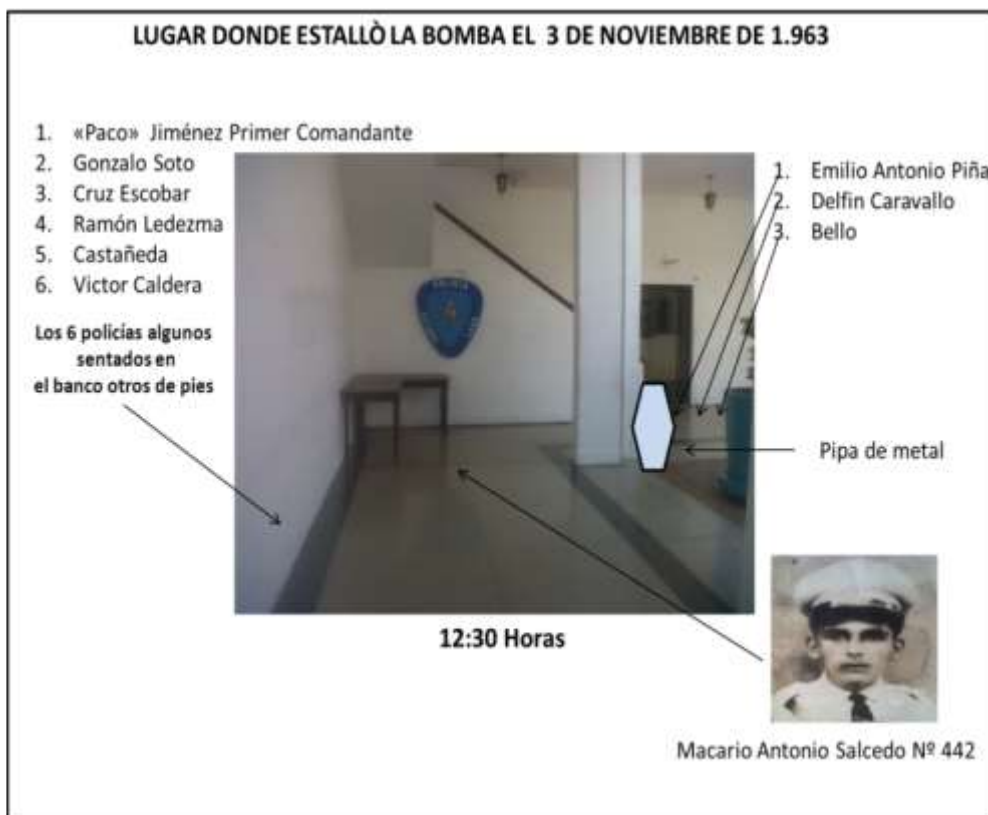 LUGAR DONDE ESTALLÒ LA BOMBA EL 3 DE NOVIEMBRE DE 1.963
1. «Paco» Jiménez Primer Comandante
2. Gonzalo Soto
3. Cruz Escobar
4. Ramón Ledezma
5. Castañeda
6. Victor Caldera
Los 6 policías algunos
sentados en
el banco otros de pies
1. Emilio Antonio Piña
2. Delfin Caravallo
3. Bello
POLICIA
Pipa de metal
12:30 Horas
Macario Antonio Salcedo Nº 442